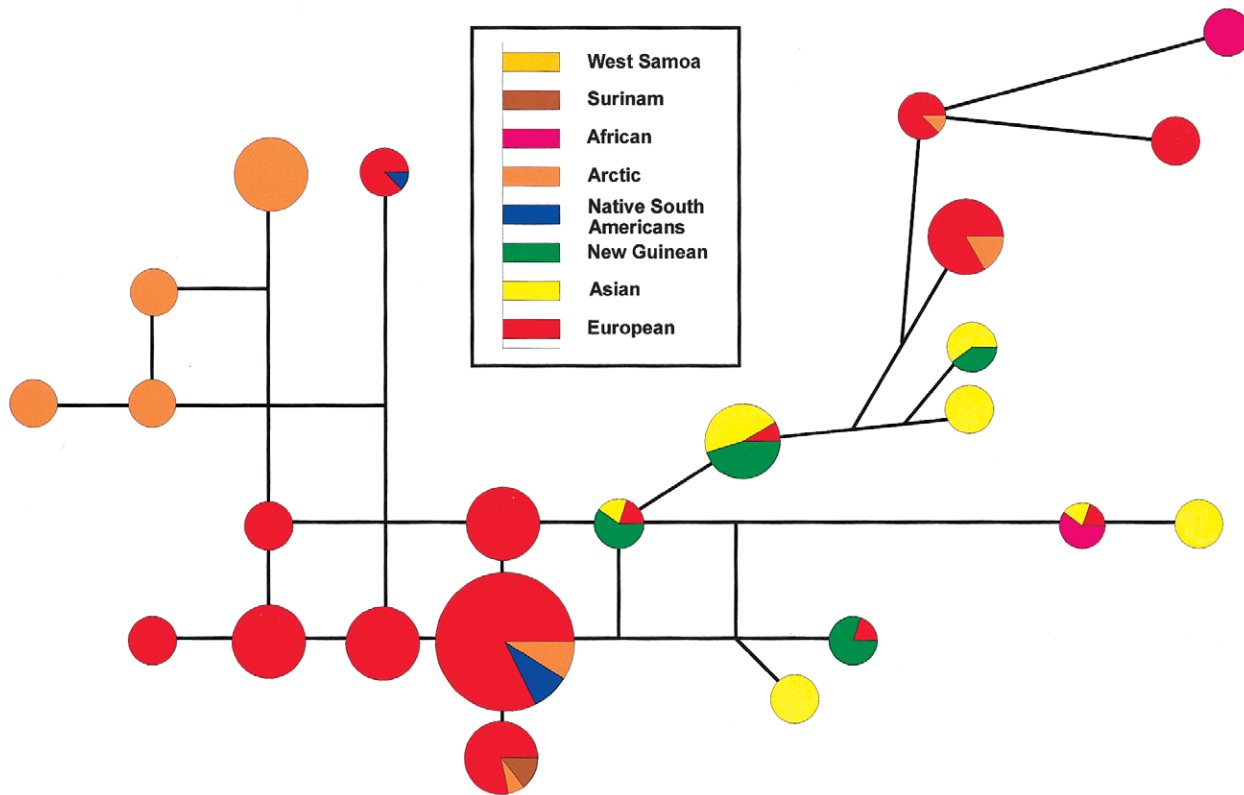 West Samoa
Surinam
African
Arctic
Native South
Americans
New Guinean
Asian
European